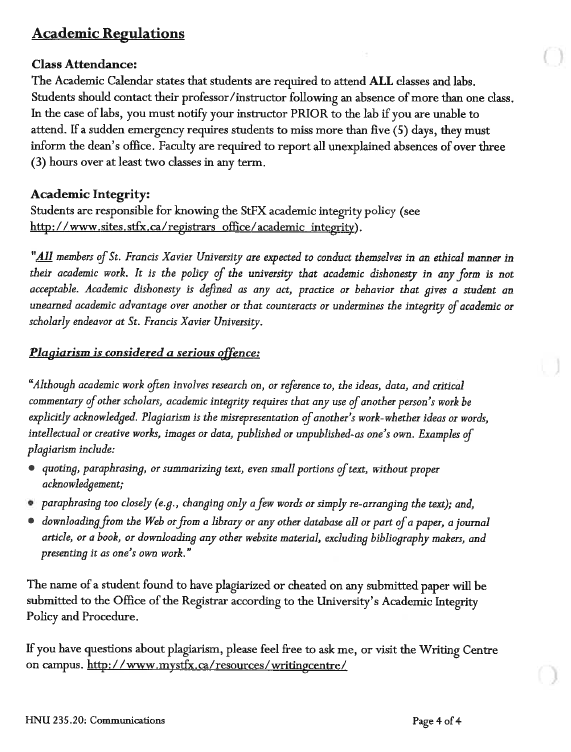 Academic Regulations
Class Attendance:
The Academic Calendar states that students are required to attend ALL classes and labs.
Students should contact their professor/instructor following an absence of more than one class.
In the case of labs, you must notify your instructor PRIOR to the lab if you are unable to
attend. If a sudden emergency requires students to miss more than five (5) days, they must
inform the dean's office. Faculty are required to report all unexplained absences of over three
(3) hours over at least two classes in any term.
Academic Integrity:
Students are responsible for knowing the StFX academic integrity policy (see
http://www.sites.stfx.ca/registrars_office/academic_integrity).
"All members of St. Francis Xavier University are expected to conduct themselves in an ethical manner in
their academic work. It is the policy of the university that academic dishonesty in any form is not
acceptable. Academic dishonesty is defined as any act, practice or behavior that gives a student an
unearned academic advantage over another or that counteracts or undermines the integrity of academic or
scholarly endeavor at St. Francis Xavier University.
Plagiarism is considered a serious offence:
"Although academic work often involves research on, or reference to, the ideas, data, and critical
commentary of other scholars, academic integrity requires that any use of another person's work be
explicitly acknowledged. Plagiarism is the misrepresentation of another's work-whether ideas or words,
intellectual or creative works, images or data, published or unpublished-as one's own. Examples of
plagiarism include:
• quoting, paraphrasing, or summarizing text, even small portions of text, without proper
acknowledgement;
• paraphrasing too closely (e.g., changing only a few words or simply re-arranging the text); and,
• downloading from the Web or from a library or any other database all or part of a paper, a journal
article, or a book, or downloading any other website material, excluding bibliography makers, and
presenting it as one's own work."
The name of a student found to have plagiarized or cheated on any submitted paper will be
submitted to the Office of the Registrar according to the University's Academic Integrity
Policy and Procedure.
If you have questions about plagiarism, please feel free to ask me, or visit the Writing Centre
on campus. http://www.mystfx.ca/resources/writingcentre/
HNU 235.20: Communications Page 4 of 4